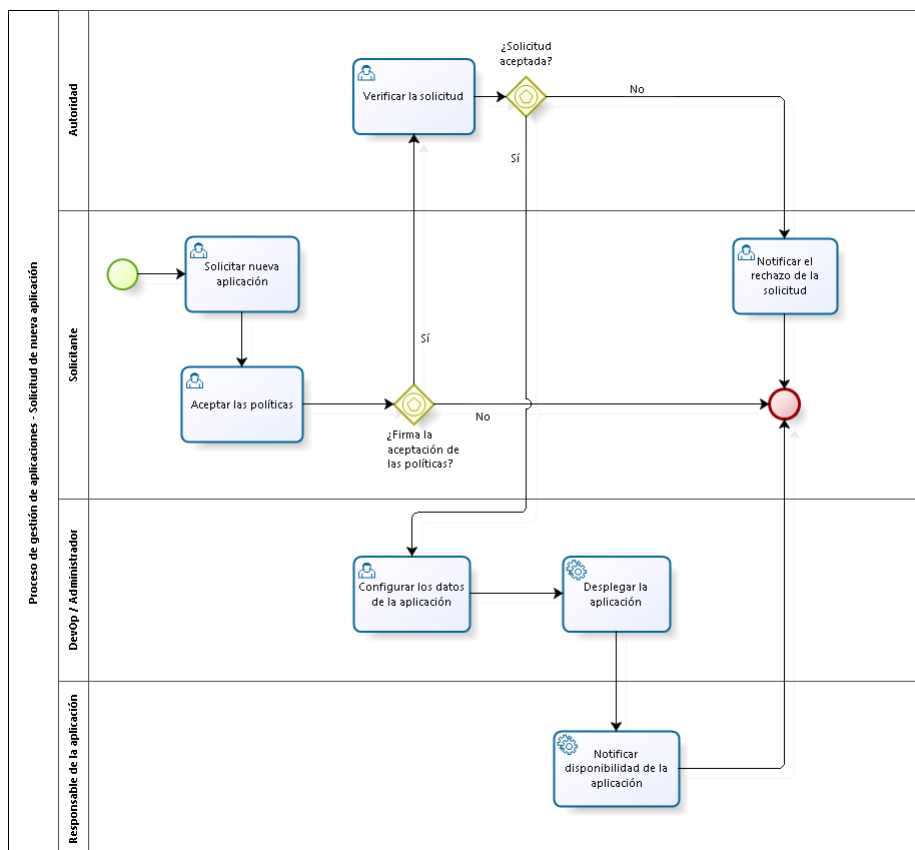 Proceso de gestión de aplicaciones - Solicitud de nueva aplicación
Autoridad
Verificar la solicitud
¿Solicitud
aceptada?
No
Sí
Solicitante
Solicitar nueva
aplicación
Notificar el
rechazo de la
solicitud
Sí
Aceptar las políticas
No
¿Firma la
aceptación de
las políticas?
DevOp / Administrador
Configurar los datos
de la aplicación
Desplegar la
aplicación
Responsable de la aplicación
Notificar
disponibilidad de la
aplicación